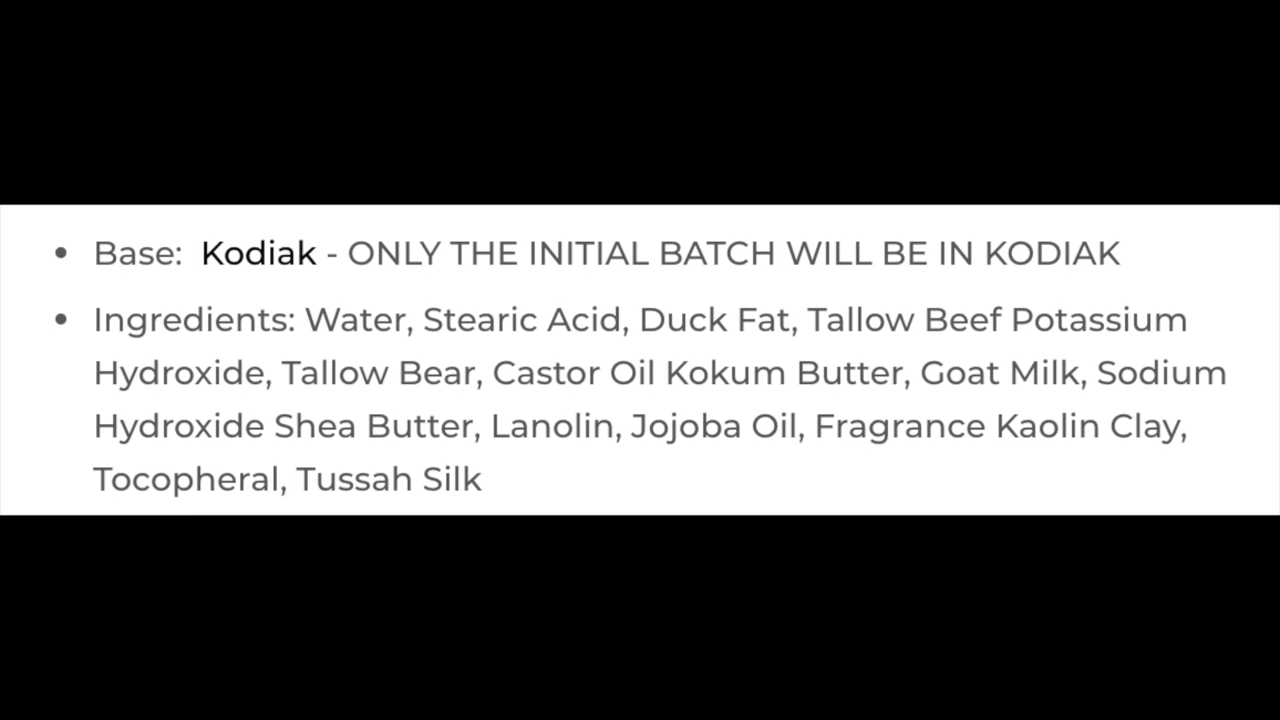 • Base: Kodiak - ONLY THE INITIAL BATCH WILL BE IN KODIAK
• Ingredients: Water, Stearic Acid, Duck Fat, Tallow Beef Potassium
Hydroxide, Tallow Bear, Castor Oil Kokum Butter, Goat Milk, Sodium
Hydroxide Shea Butter, Lanolin, Jojoba Oil, Fragrance Kaolin Clay,
Tocopheral, Tussah Silk